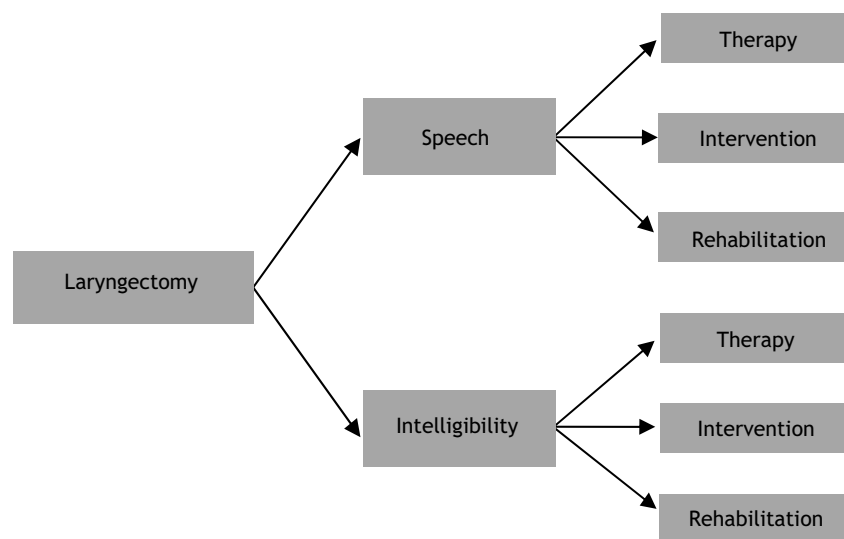 Therapy
Speech
Intervention
Rehabilitation
Laryngectomy
Therapy
Intelligibility
Intervention
Rehabilitation